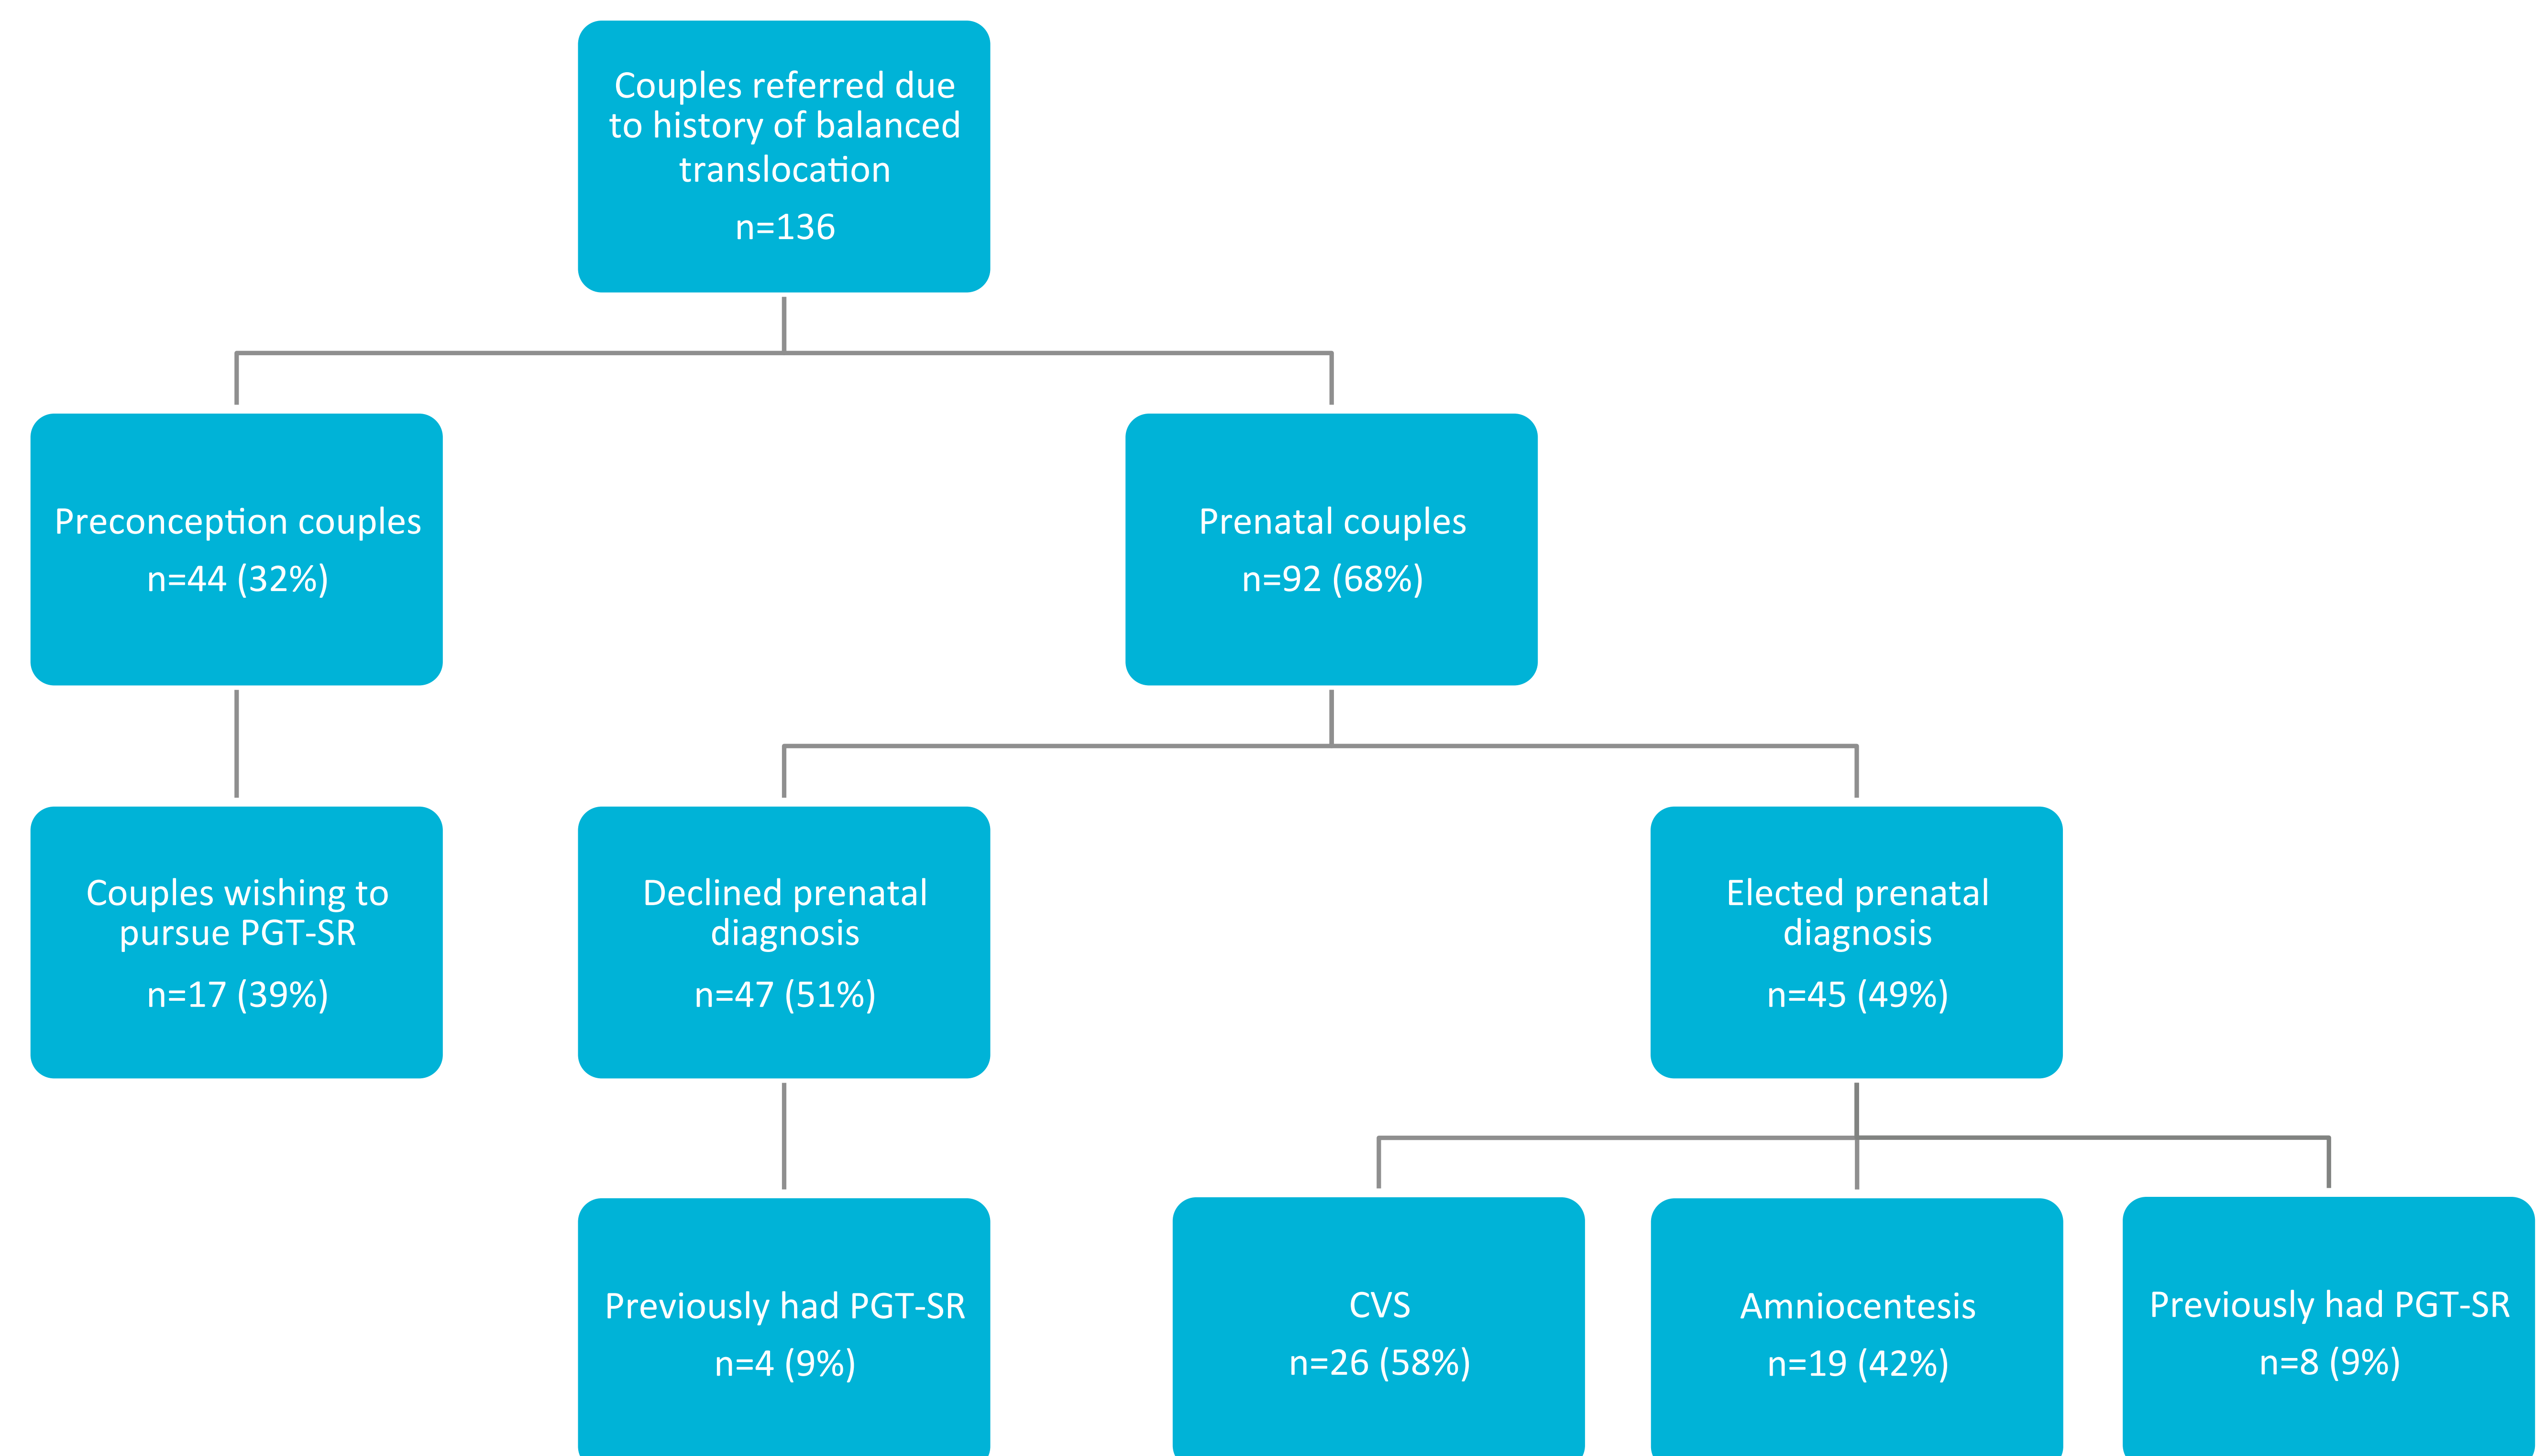 Couples referred due
to history of balanced
translocation
n=136
Preconception couples
n=44 (32%)
Prenatal couples
n=92 (68%)
Couples wishing to
pursue PGT-SR
n=17 (39%)
Declined prenatal
diagnosis
n=47 (51%)
Elected prenatal
diagnosis
n=45 (49%)
Previously had PGT-SR
n=4 (9%)
CVS
n=26 (58%)
Amniocentesis
n=19 (42%)
Previously had PGT-SR
n=8 (9%)